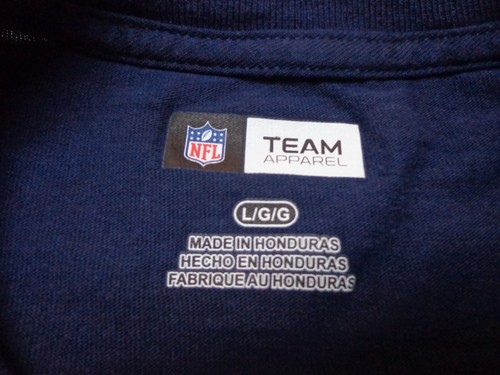 NFL
TEAM
APPAREL
L/G/G
MADE IN HONDURAS
HECHO EN HONDURAS
FABRIQUE AU HONDURAS